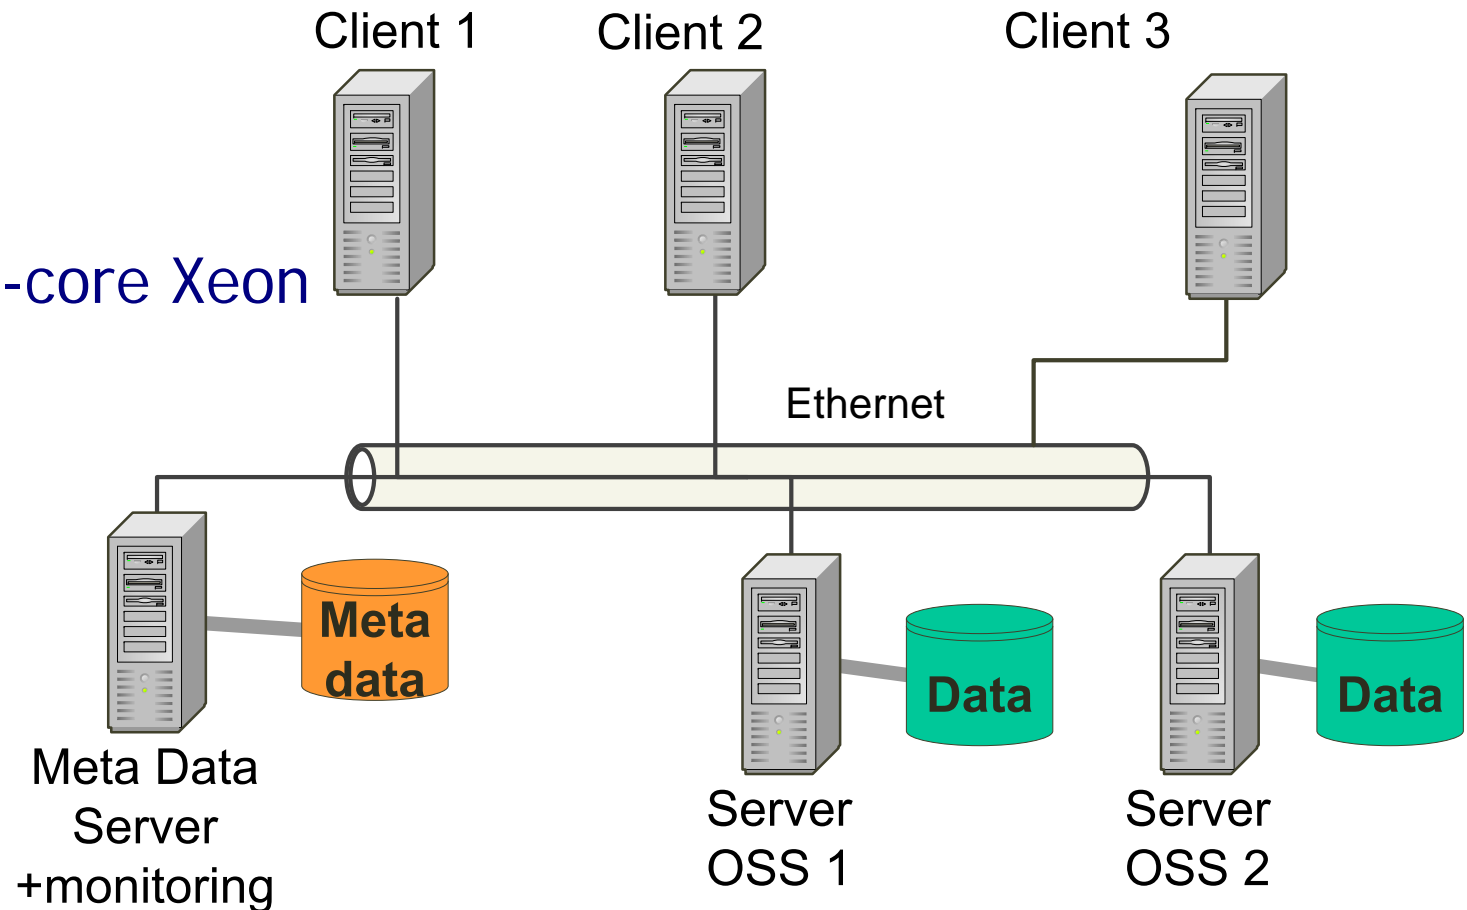 Client 1
Client 2
Client 3
-core Xeon
Ethernet
Meta
data
Data
Data
Meta Data
Server
+monitoring
Server
OSS 1
Server
OSS 2